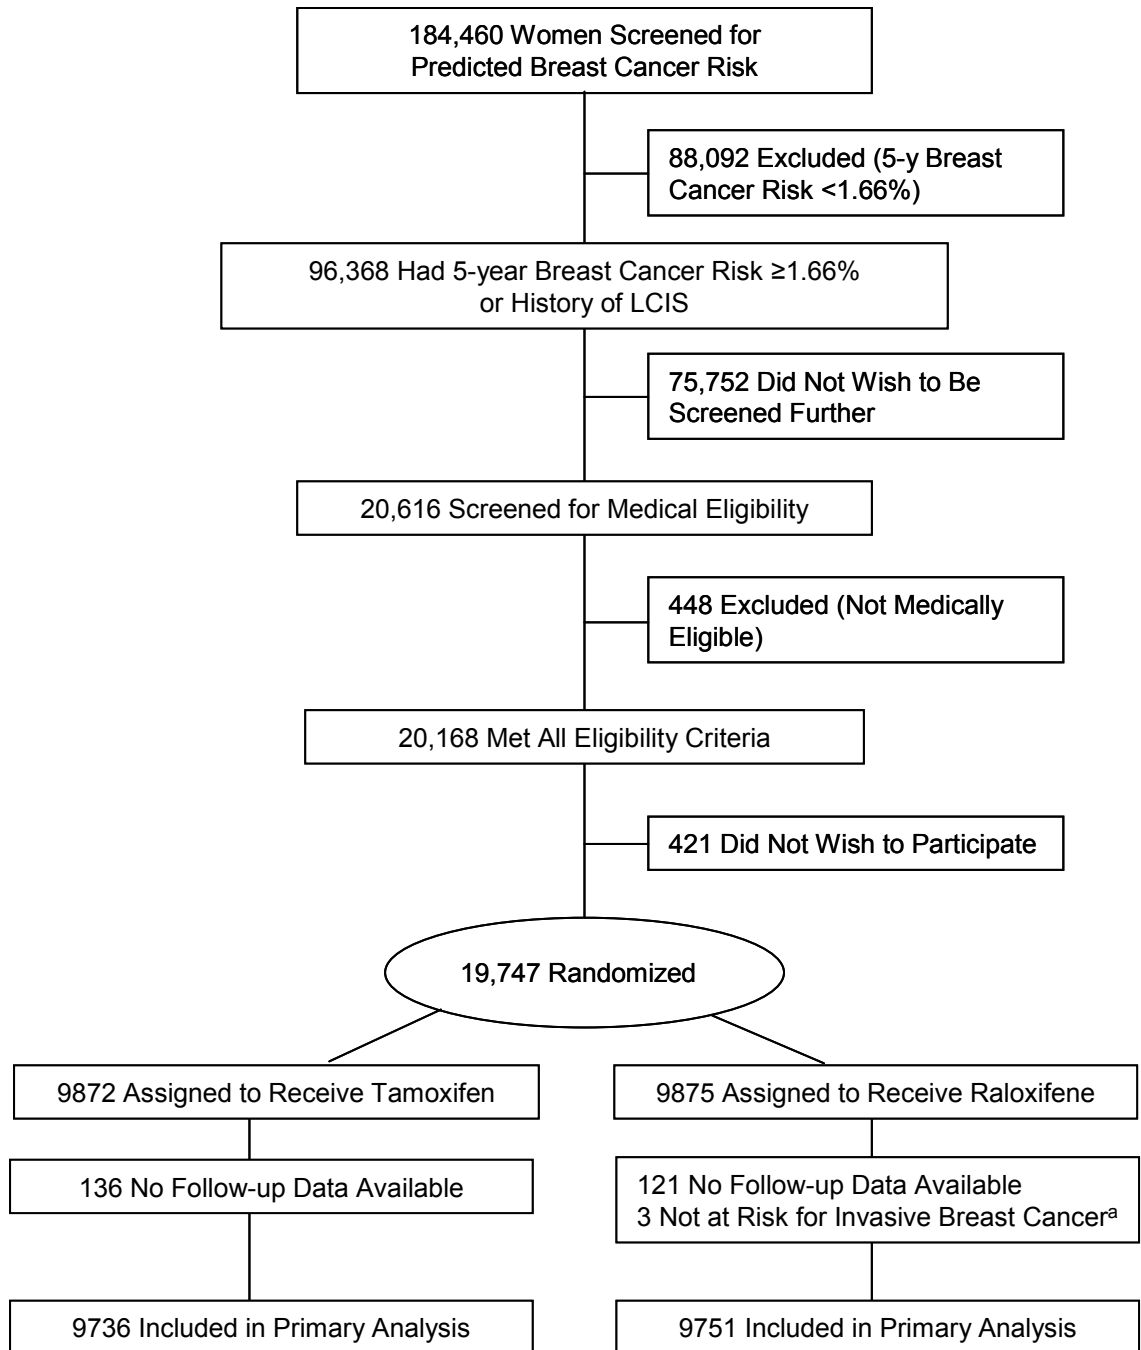 184,460 Women Screened for
Predicted Breast Cancer Risk
88,092 Excluded (5-y Breast
Cancer Risk <1.66%)
96,368 Had 5-year Breast Cancer Risk ≥1.66%
or History of LCIS
75,752 Did Not Wish to Be
Screened Further
20,616 Screened for Medical Eligibility
448 Excluded (Not Medically
Eligible)
20,168 Met All Eligibility Criteria
421 Did Not Wish to Participate
19,747 Randomized
9872 Assigned to Receive Tamoxifen
9875 Assigned to Receive Raloxifene
136 No Follow-up Data Available
121 No Follow-up Data Available
3 Not at Risk for Invasive Breast Cancerᵃ
9736 Included in Primary Analysis
9751 Included in Primary Analysis